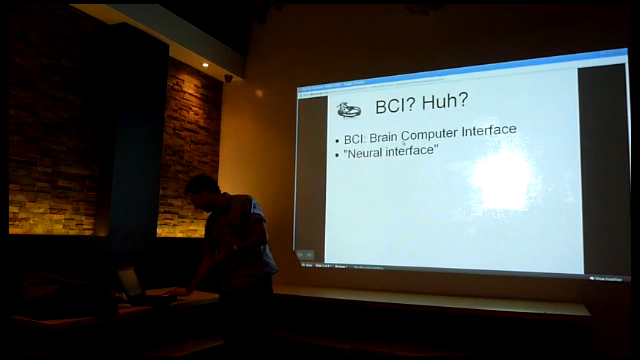 BCI? Huh?
• BCI: Brain Computer Interface
• "Neural interface"